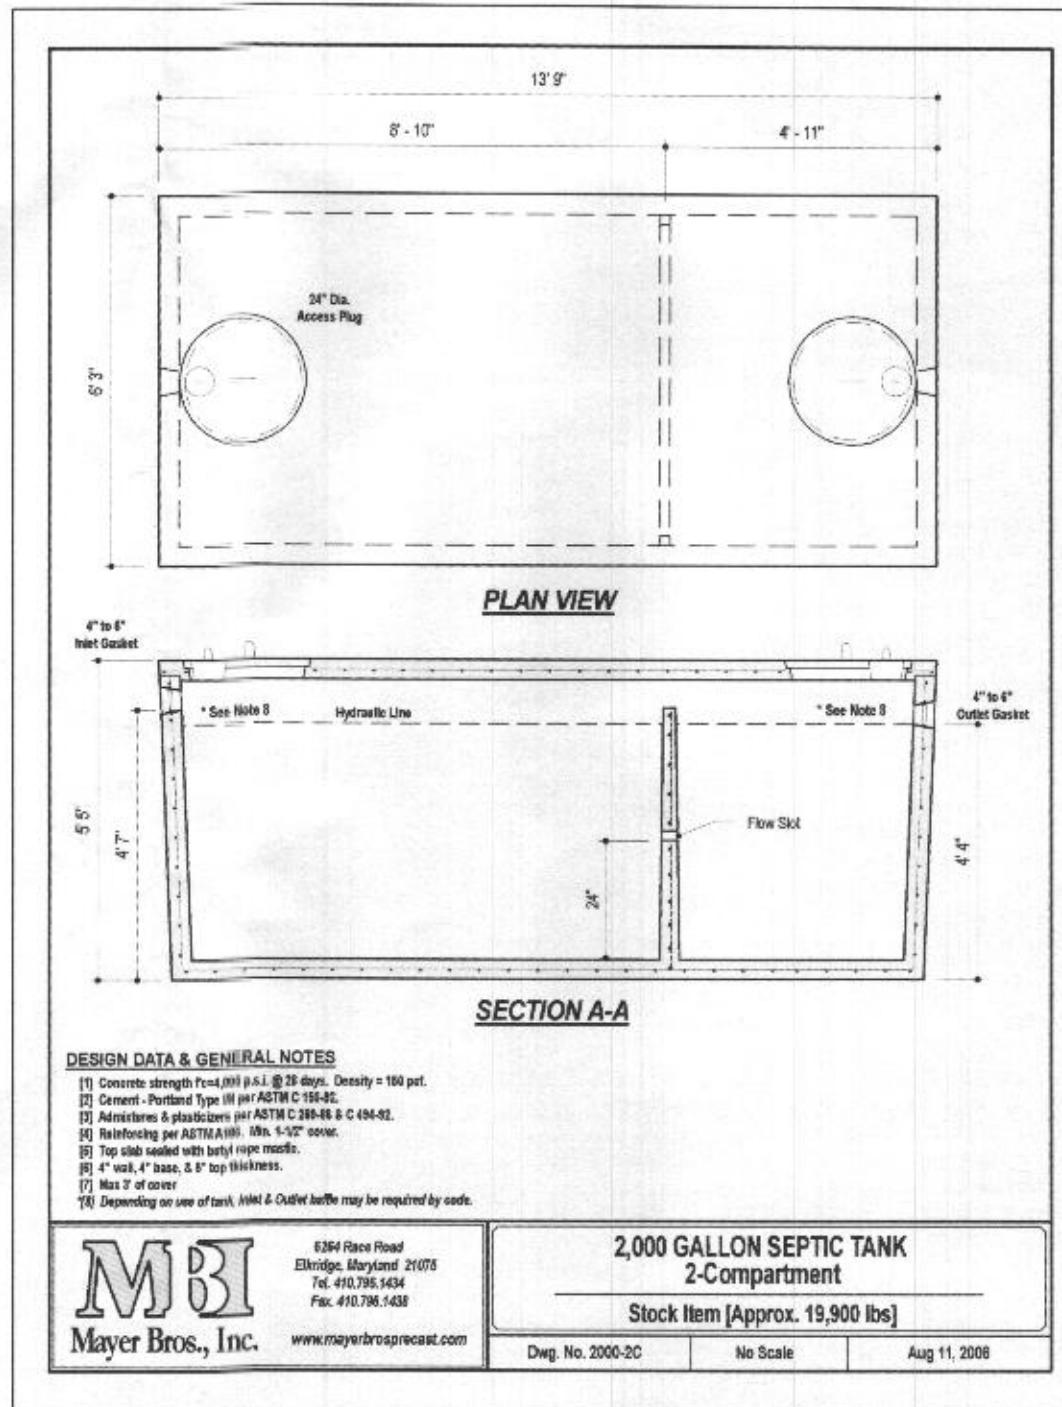 13' 9"
8' - 10"
4' - 11"
24" Dia.
Access Plug
6' 3"
PLAN VIEW
4" to 6"
Inlet Gasket
* See Note 8
Hydraulic Line
* See Note 8
4" to 6"
Outlet Gasket
5' 5"
4' 7"
Flow Slot
24"
4' 4"
SECTION A-A
DESIGN DATA & GENERAL NOTES
[1] Concrete strength f'c=4,000 p.s.i. @ 28 days. Density = 150 pcf.
[2] Cement - Portland Type III per ASTM C
[3] Admixtures & plasticizers per ASTM C & C 494-92.
[4] Reinforcing per ASTM Min. 1-1/2" cover.
[5] Top slab sealed with butyl rope mastic.
[6] 4" wall, 4" base, & top thickness.
[7] Max 3' of cover
*(8) Depending on use of tank, Inlet & Outlet baffle may be required by code.
MBI
Mayer Bros., Inc.
6264 Race Road
Elkridge, Maryland 21075
Tel. 410.796.1434
Fax. 410.796.1438
www.mayerbrosprecast.com
2,000 GALLON SEPTIC TANK
2-Compartment
Stock Item [Approx. 19,900 lbs]
Dwg. No. 2000-2C
No Scale
Aug 11, 2006